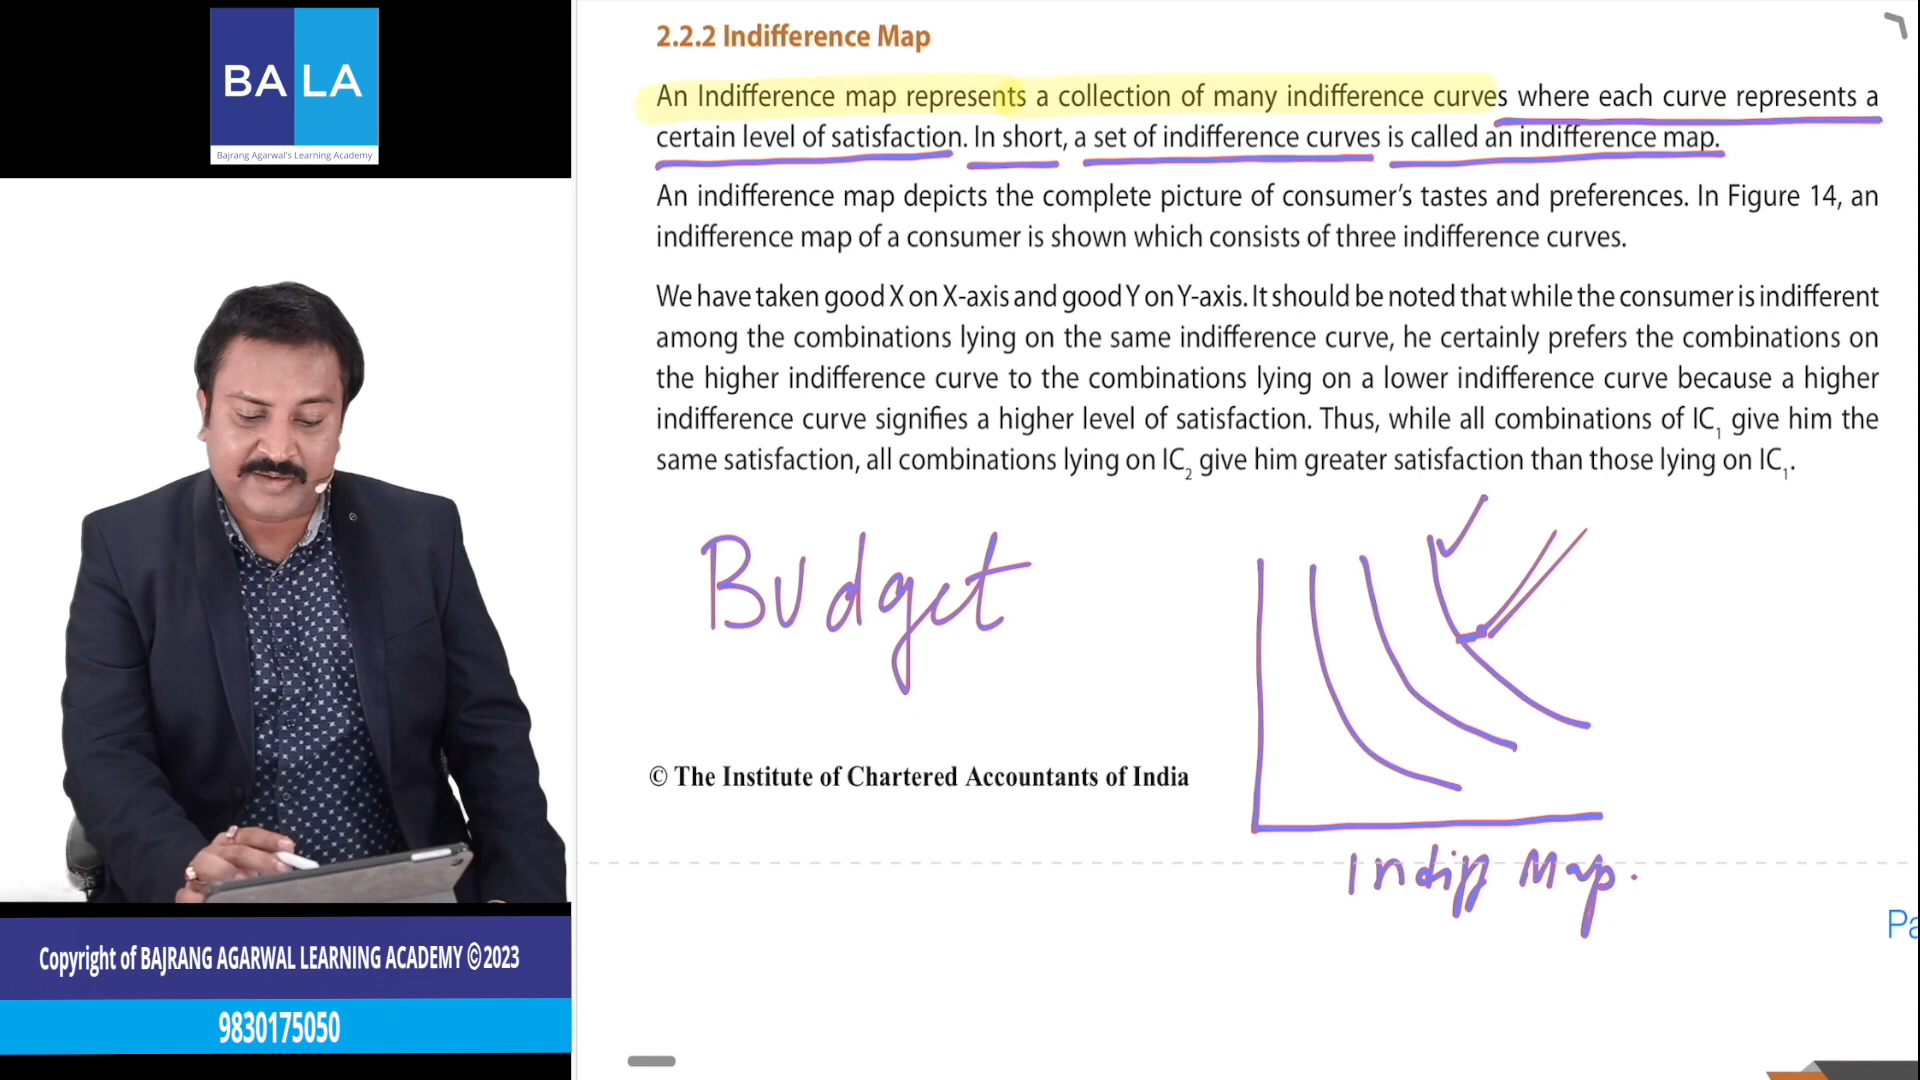 BA LA
Bajrang Agarwal's Learning Academy
2.2.2 Indifference Map
An Indifference map represents a collection of many indifference curves where each curve represents a
certain level of satisfaction. In short, a set of indifference curves is called an indifference map.
An indifference map depicts the complete picture of consumer’s tastes and preferences. In Figure 14, an
indifference map of a consumer is shown which consists of three indifference curves.
We have taken good X on X-axis and good Y on Y-axis. It should be noted that while the consumer is indifferent
among the combinations lying on the same indifference curve, he certainly prefers the combinations on
the higher indifference curve to the combinations lying on a lower indifference curve because a higher
indifference curve signifies a higher level of satisfaction. Thus, while all combinations of IC₁ give him the
same satisfaction, all combinations lying on IC₂ give him greater satisfaction than those lying on IC₁.
Budget
© The Institute of Chartered Accountants of India
Indiff Map.
Copyright of BAJRANG AGARWAL LEARNING ACADEMY ©2023
9830175050